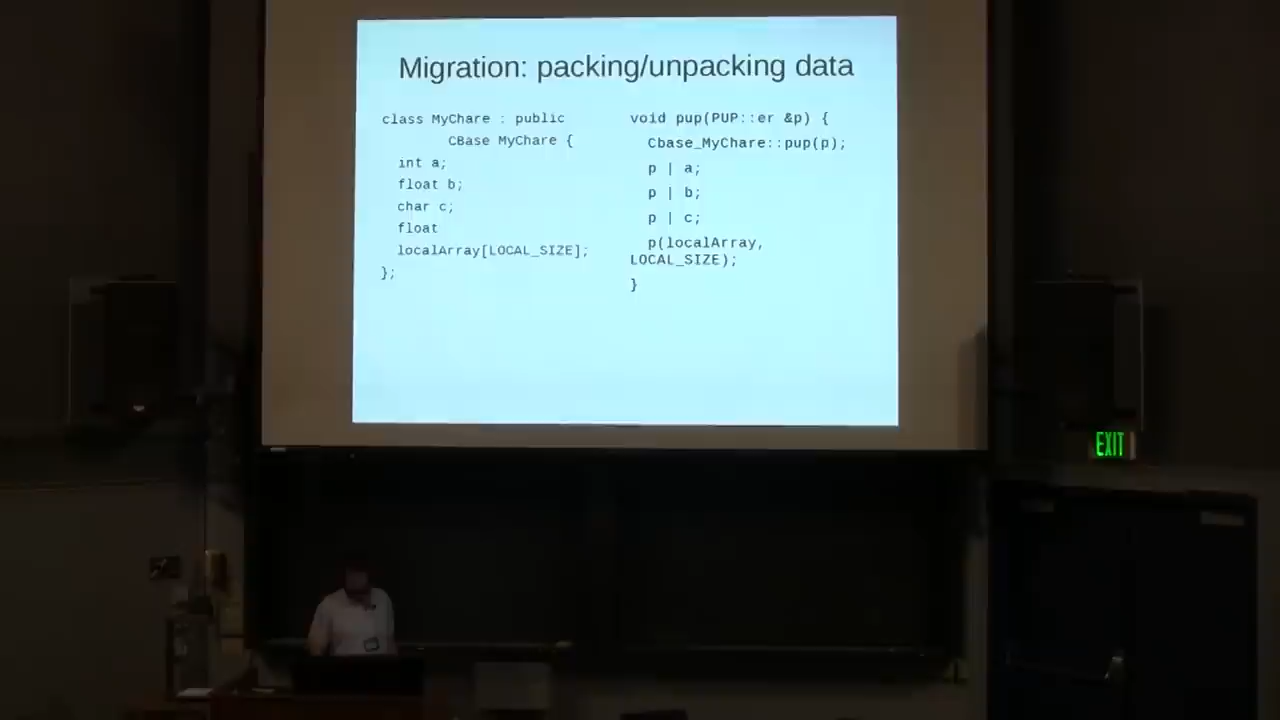 Migration: packing/unpacking data
class MyChare : public
CBase MyChare {
int a;
float b;
char c;
float
localArray[LOCAL_SIZE];
};
void pup(PUP::er &p) {
Cbase_MyChare::pup(p);
p | a;
p | b;
p | c;
p(localArray,
LOCAL_SIZE);
}
EXIT